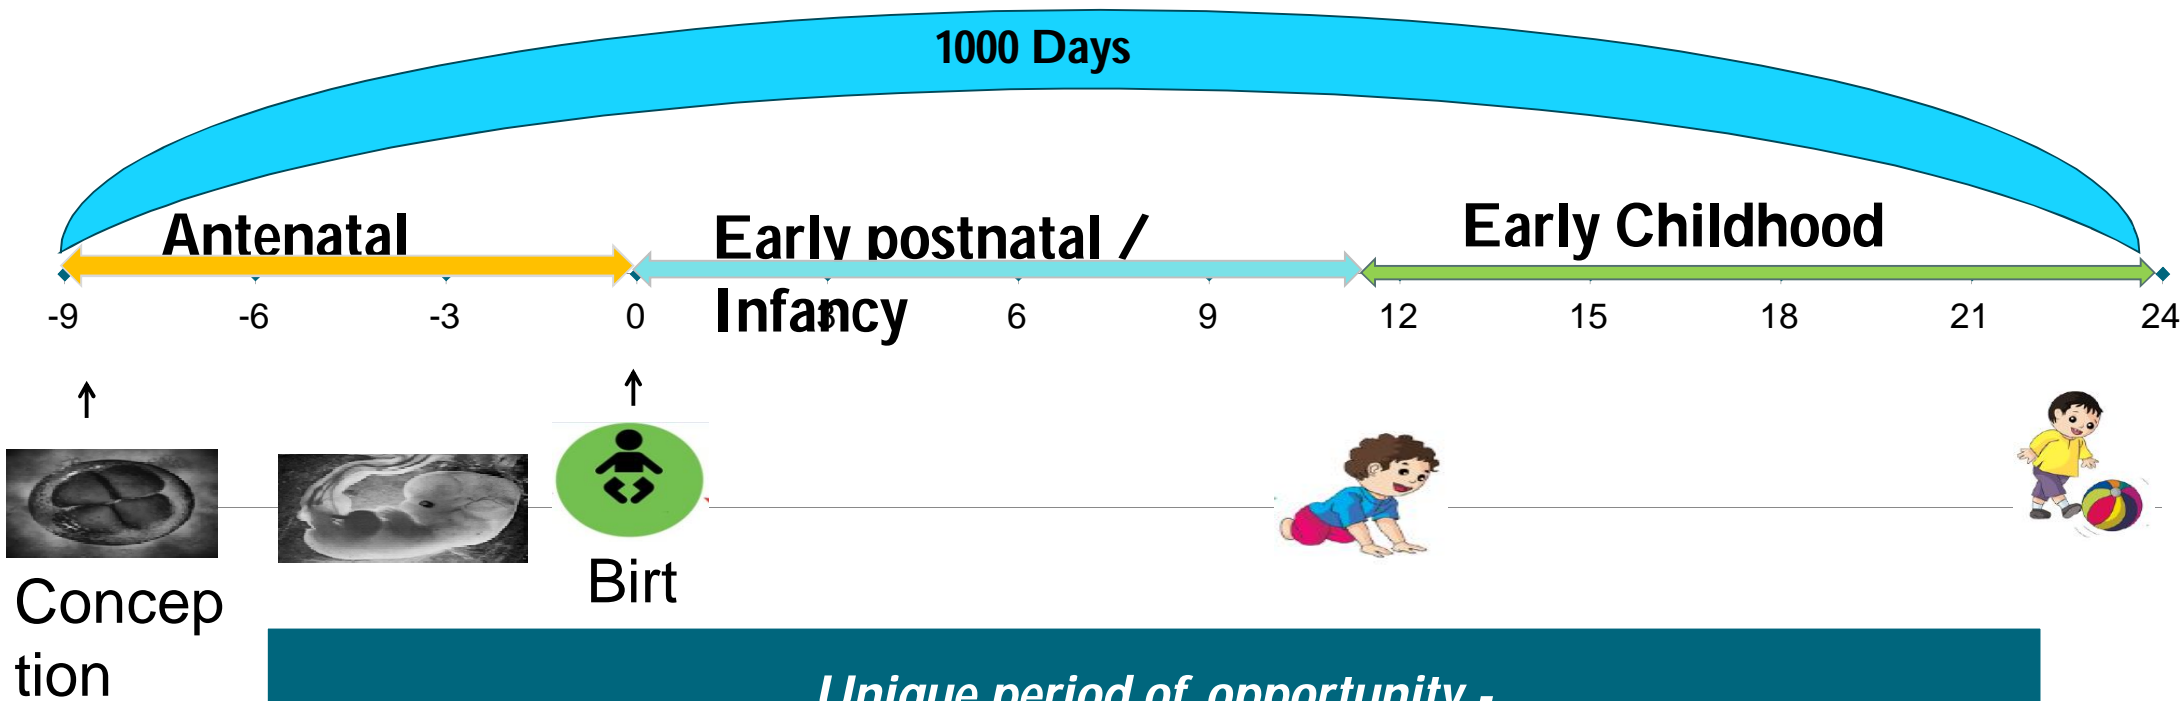 1000 Days
Antenatal
Early postnatal /
Infancy
Early Childhood
-9 -6 -3 0 3 6 9 12 15 18 21 24
Concep
tion
Birt
Unique period of opportunity -